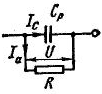 I_c C_p
I_a U
R